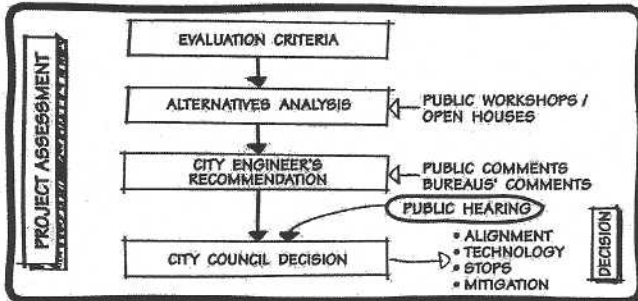 PROJECT ASSESSMENT
EVALUATION CRITERIA
ALTERNATIVES ANALYSIS
PUBLIC WORKSHOPS /
OPEN HOUSES
CITY ENGINEER'S
RECOMMENDATION
PUBLIC COMMENTS
BUREAUS' COMMENTS
PUBLIC HEARING
CITY COUNCIL DECISION
• ALIGNMENT
• TECHNOLOGY
• STOPS
• MITIGATION
DECISION